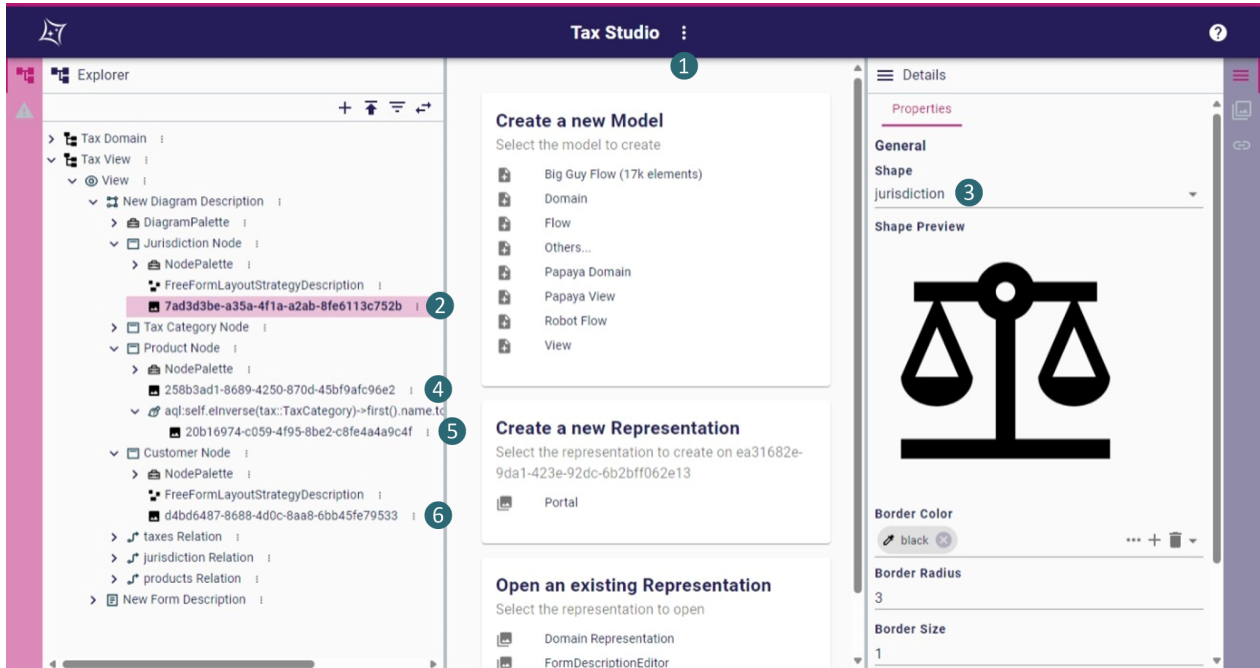 Tax Studio
1
Explorer
Tax Domain
Tax View
View
New Diagram Description
DiagramPalette
Jurisdiction Node
NodePalette
FreeFormLayoutStrategyDescription
7ad3d3be-a35a-4f1a-a2ab-8fe6113c752b
2
Tax Category Node
Product Node
NodePalette
258b3ad1-8689-4250-870d-45bf9afc96e2
4
aql:self.eInverse(tax::TaxCategory)->first().name.to
20b16974-c059-4f95-8be2-c8fe4a4a9c4f
5
Customer Node
NodePalette
FreeFormLayoutStrategyDescription
d4bd6487-8688-4d0c-8aa8-6bb45fe79533
6
taxes Relation
jurisdiction Relation
products Relation
New Form Description
Create a new Model
Select the model to create
Big Guy Flow (17k elements)
Domain
Flow
Others...
Papaya Domain
Papaya View
Robot Flow
View
Create a new Representation
Select the representation to create on ea31682e-
9da1-423e-92dc-6b2bff062e13
Portal
Open an existing Representation
Select the representation to open
Domain Representation
FormDescriptionEditor
Details
Properties
General
Shape
jurisdiction
3
Shape Preview
Border Color
black
Border Radius
3
Border Size
1